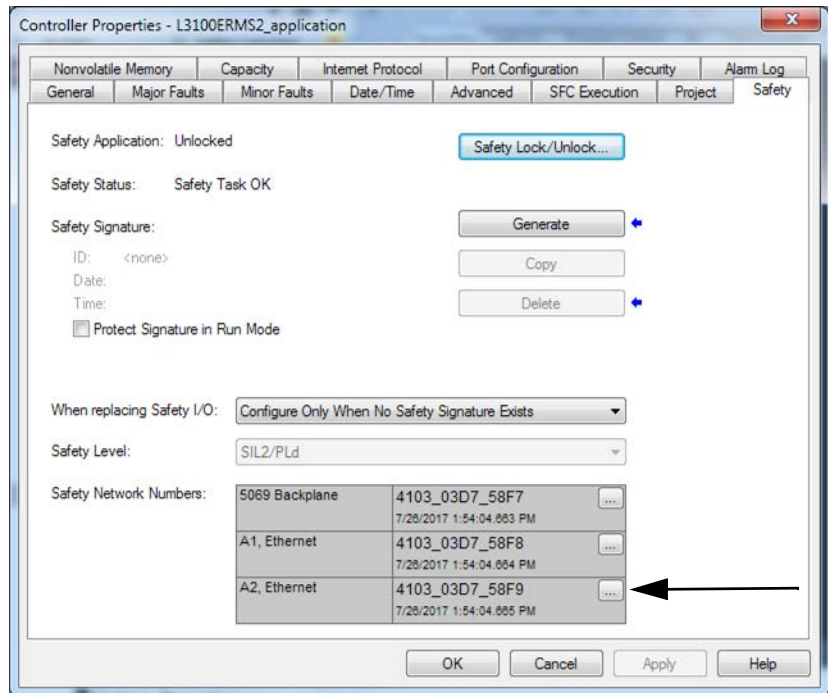 Controller Properties - L3100ERMS2_application
Nonvolatile Memory Capacity Internet Protocol Port Configuration Security Alarm Log
General Major Faults Minor Faults Date/Time Advanced SFC Execution Project Safety
Safety Application: Unlocked Safety Lock/Unlock...
Safety Status: Safety Task OK
Safety Signature: Generate
ID: <none> Copy
Date:
Time: Delete
Protect Signature in Run Mode
When replacing Safety I/O: Configure Only When No Safety Signature Exists
Safety Level: SIL2/PLd
Safety Network Numbers: 5069 Backplane 4103_03D7_58F7 ...
7/26/2017 1:54:04.663 PM
A1, Ethernet 4103_03D7_58F8 ...
7/26/2017 1:54:04.664 PM
A2, Ethernet 4103_03D7_58F9 ...
7/26/2017 1:54:04.665 PM
OK Cancel Apply Help